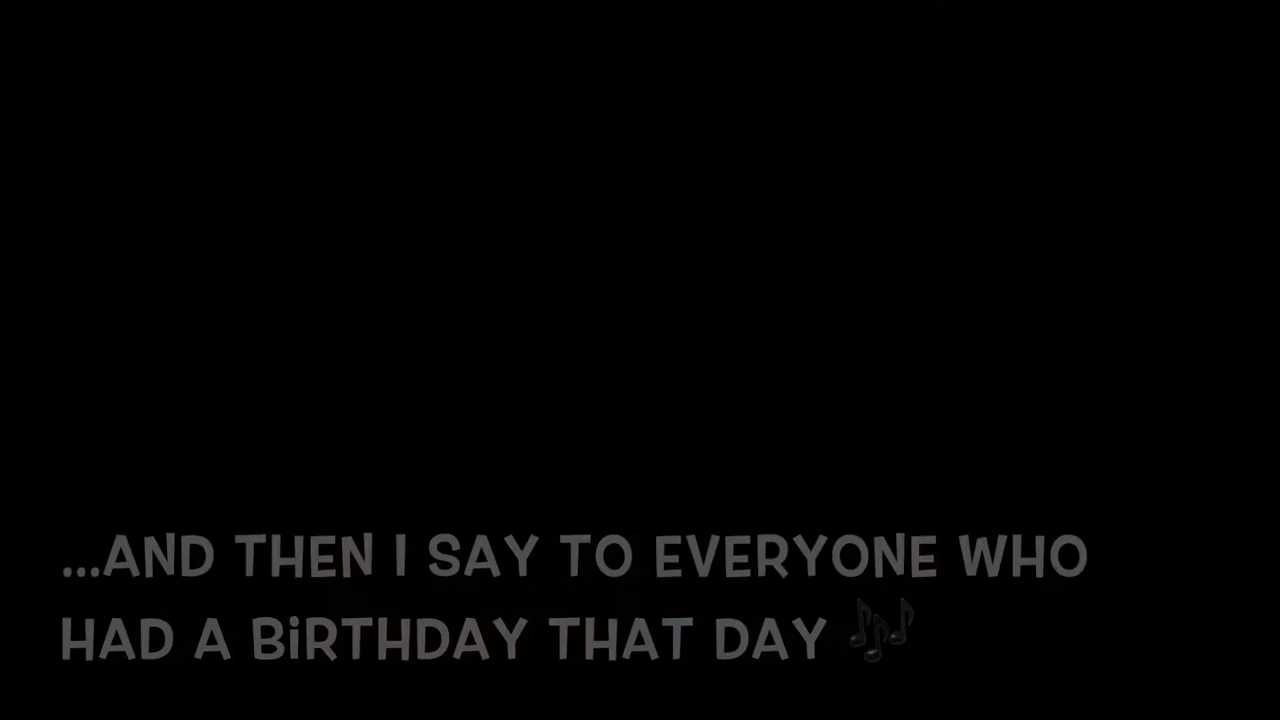 ...AND THEN I SAY TO EVERYONE WHO
HAD A BiRTHDAY THAT DAY 🎶